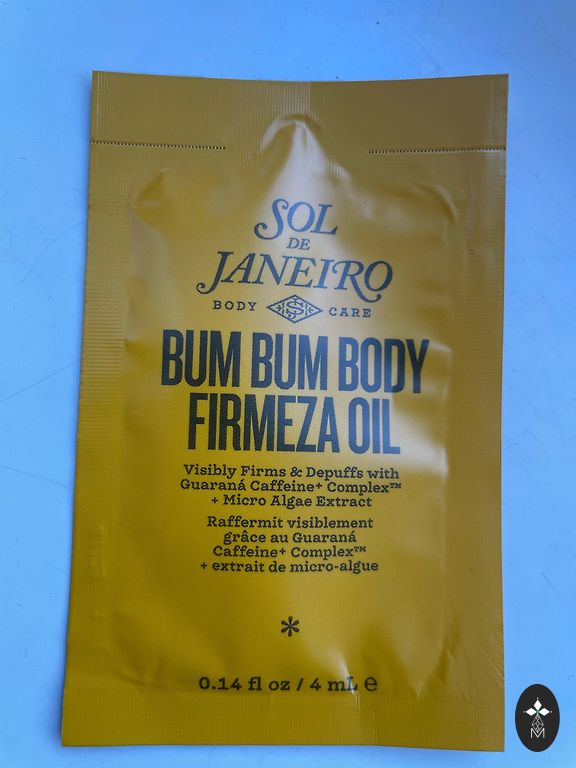 SOL
DE
JANEIRO
BODY CARE
BUM BUM BODY
FIRMEZA OIL
Visibly Firms & Depuffs with
Guaraná Caffeine⁺ Complex™
+ Micro Algae Extract
Raffermit visiblement
grâce au Guaraná
Caffeine⁺ Complex™
+ extrait de micro-algue
*
0.14 fl oz / 4 mL ℮